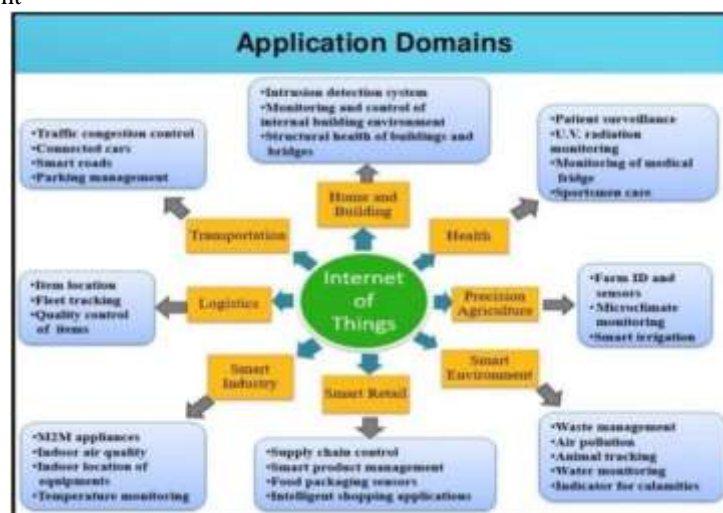 nt
Application Domains
•Intrusion detection system
•Monitoring and control of
internal building environment
•Structural health of buildings and
bridges
•Traffic congestion control
•Connected cars
•Smart roads
•Parking management
•Patient surveillance
•U.V. radiation
monitoring
•Monitoring of medical
fridge
•Sportsmen care
Home and
Building
Transportation
Health
Internet
of
Things
•Item location
•Fleet tracking
•Quality control
of items
Logistics
Precision
Agriculture
•Farm ID and
sensors
•Microclimate
monitoring
•Smart irrigation
Smart
Industry
Smart Retail
Smart
Environment
•M2M appliances
•Indoor air quality
•Indoor location of
equipments
•Temperature monitoring
•Supply chain control
•Smart product management
•Food packaging sensors
•Intelligent shopping applications
•Waste management
•Air pollution
•Animal tracking
•Water monitoring
•Indicator for calamities